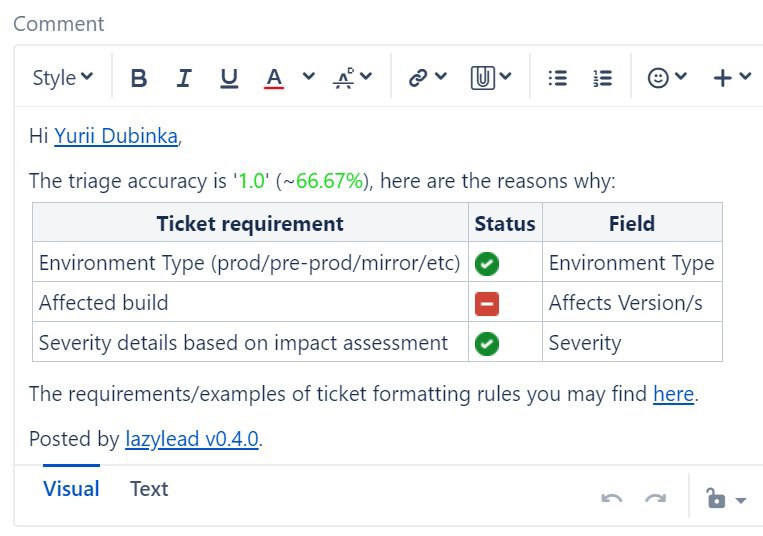 Comment
Style B I U A
Hi Yurii Dubinka,
The triage accuracy is '1.0' (~66.67%), here are the reasons why:
Ticket requirement Status Field
Environment Type (prod/pre-prod/mirror/etc) Environment Type
Affected build Affects Version/s
Severity details based on impact assessment Severity
The requirements/examples of ticket formatting rules you may find here.
Posted by lazylead v0.4.0.
Visual Text